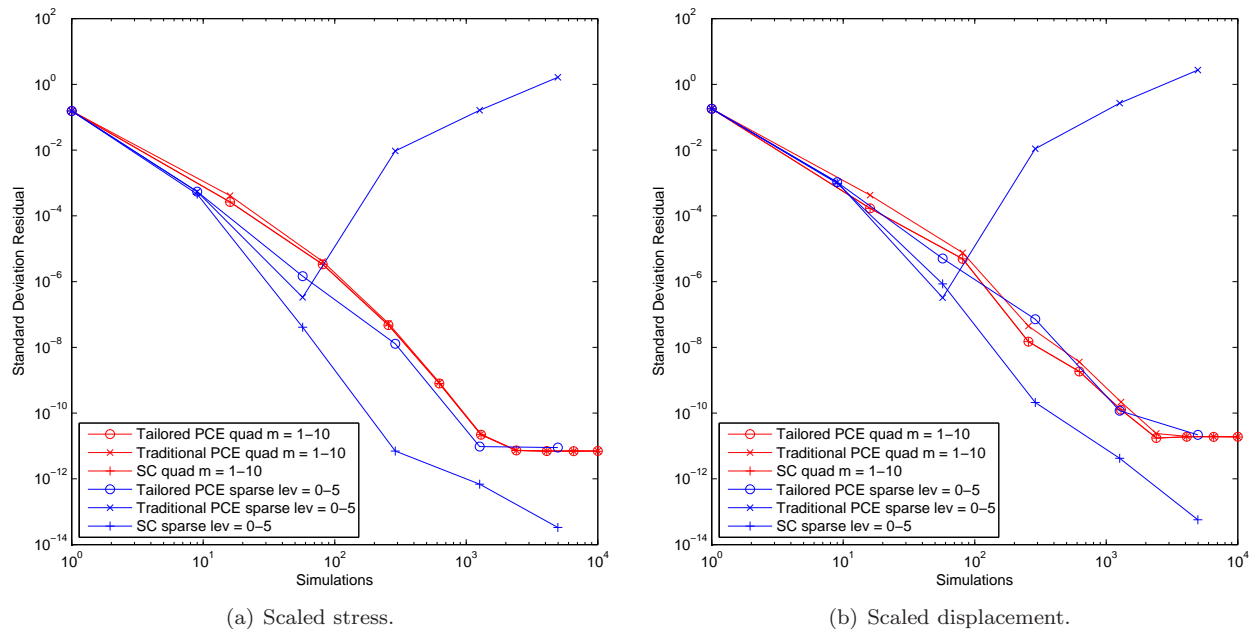 10^2
10^0
10^-2
10^-4
10^-6
10^-8
10^-10
10^-12
10^-14
Standard Deviation Residual
Tailored PCE quad m = 1–10
Traditional PCE quad m = 1–10
SC quad m = 1–10
Tailored PCE sparse lev = 0–5
Traditional PCE sparse lev = 0–5
SC sparse lev = 0–5
10^0 10^1 10^2 10^3 10^4
Simulations
(a) Scaled stress.
10^2
10^0
10^-2
10^-4
10^-6
10^-8
10^-10
10^-12
10^-14
Standard Deviation Residual
Tailored PCE quad m = 1–10
Traditional PCE quad m = 1–10
SC quad m = 1–10
Tailored PCE sparse lev = 0–5
Traditional PCE sparse lev = 0–5
SC sparse lev = 0–5
10^0 10^1 10^2 10^3 10^4
Simulations
(b) Scaled displacement.